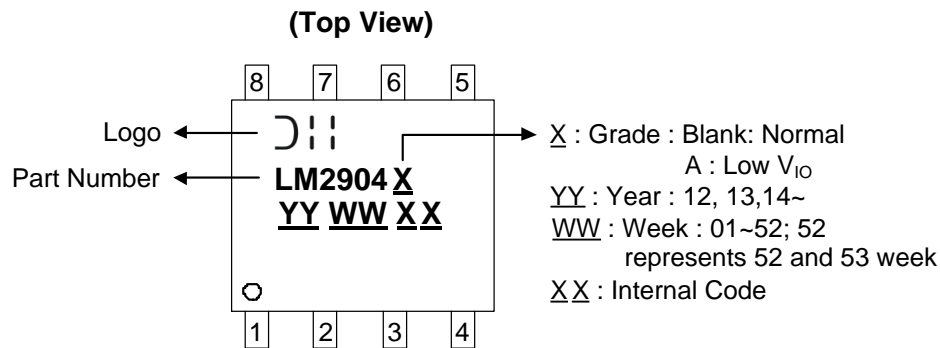 (Top View)
8 7 6 5
Logo
Part Number
LM2904 X
YY WW X X
X : Grade : Blank: Normal
A : Low VIO
YY : Year : 12, 13,14~
WW : Week : 01~52; 52
represents 52 and 53 week
X X : Internal Code
1 2 3 4